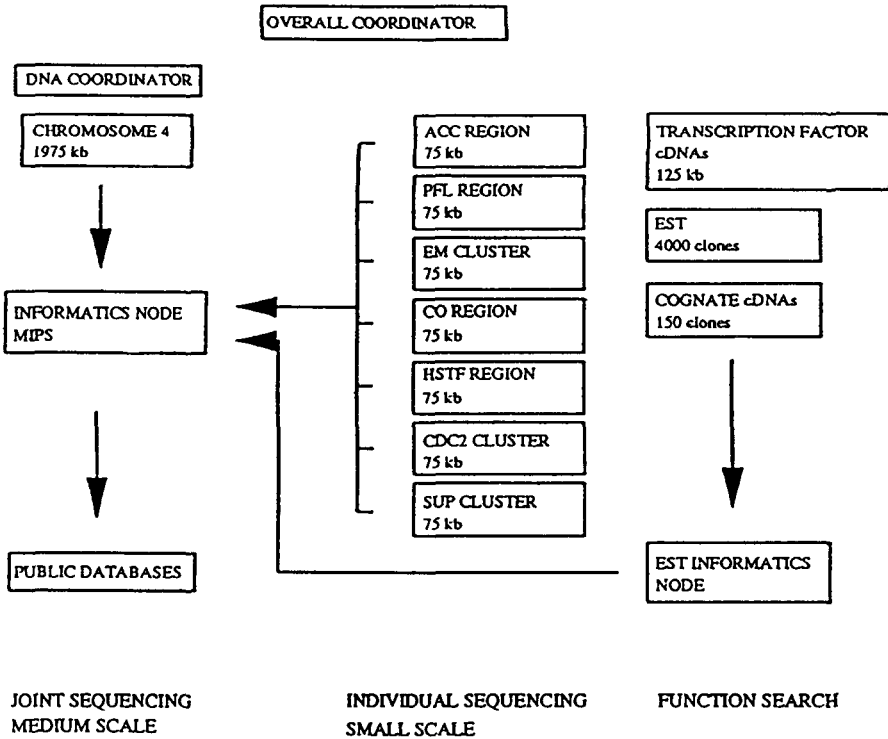 OVERALL COORDINATOR
DNA COORDINATOR
CHROMOSOME 4
1975 kb
INFORMATICS NODE
MIPS
PUBLIC DATABASES
ACC REGION
75 kb
PFL REGION
75 kb
EM CLUSTER
75 kb
CO REGION
75 kb
HSTF REGION
75 kb
CDC2 CLUSTER
75 kb
SUP CLUSTER
75 kb
TRANSCRIPTION FACTOR
cDNAs
125 kb
EST
4000 clones
COGNATE cDNAs
150 clones
EST INFORMATICS
NODE
JOINT SEQUENCING
MEDIUM SCALE
INDIVIDUAL SEQUENCING
SMALL SCALE
FUNCTION SEARCH